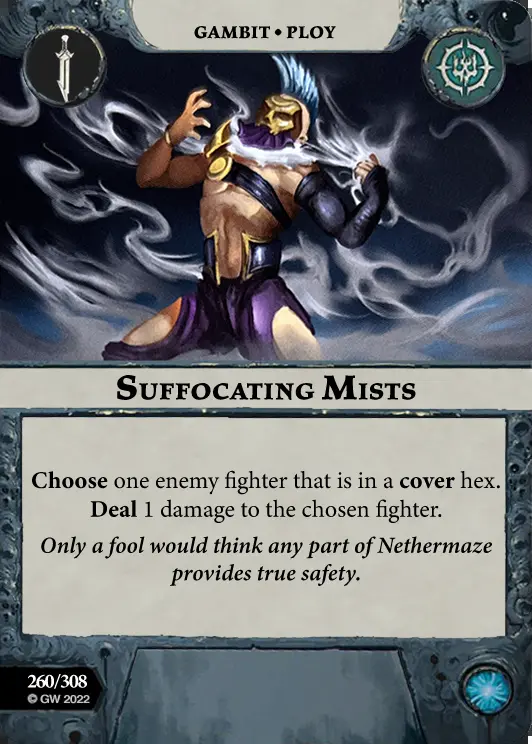 GAMBIT • PLOY
SUFFOCATING MISTS
Choose one enemy fighter that is in a cover hex.
Deal 1 damage to the chosen fighter.
Only a fool would think any part of Nethermaze
provides true safety.
260/308
© GW 2022